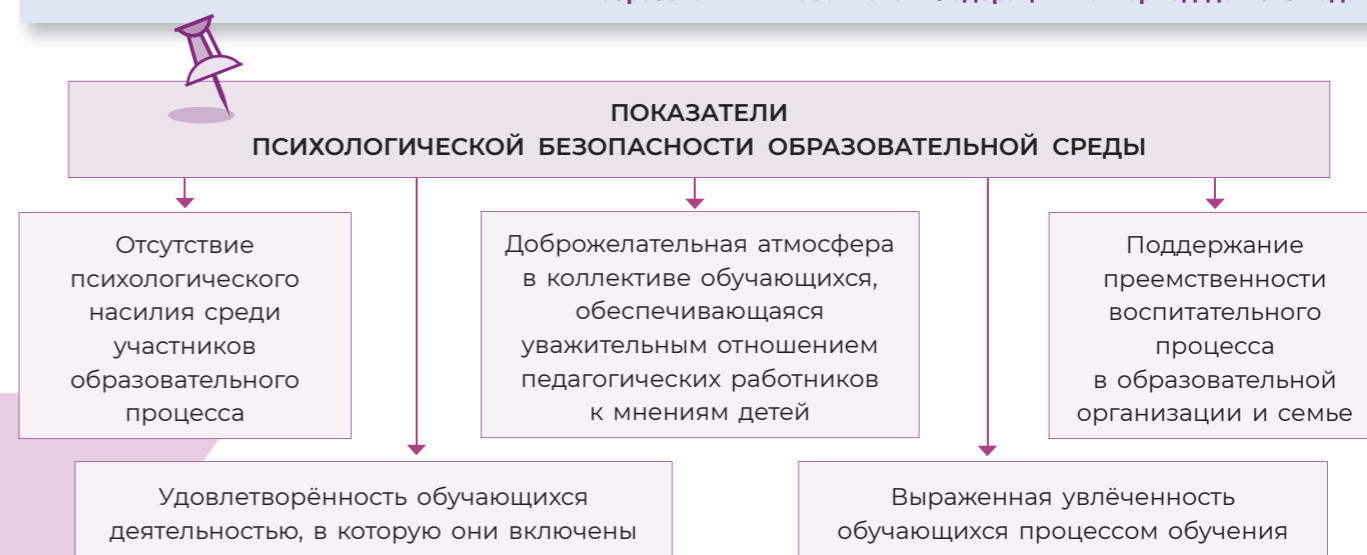 ПОКАЗАТЕЛИ
ПСИХОЛОГИЧЕСКОЙ БЕЗОПАСНОСТИ ОБРАЗОВАТЕЛЬНОЙ СРЕДЫ
Отсутствие
психологического
насилия среди
участников
образовательного
процесса
Доброжелательная атмосфера
в коллективе обучающихся,
обеспечивающаяся
уважительным отношением
педагогических работников
к мнениям детей
Поддержание
преемственности
воспитательного
процесса
в образовательной
организации и семье
Удовлетворённость обучающихся
деятельностью, в которую они включены
Выраженная увлёченность
обучающихся процессом обучения